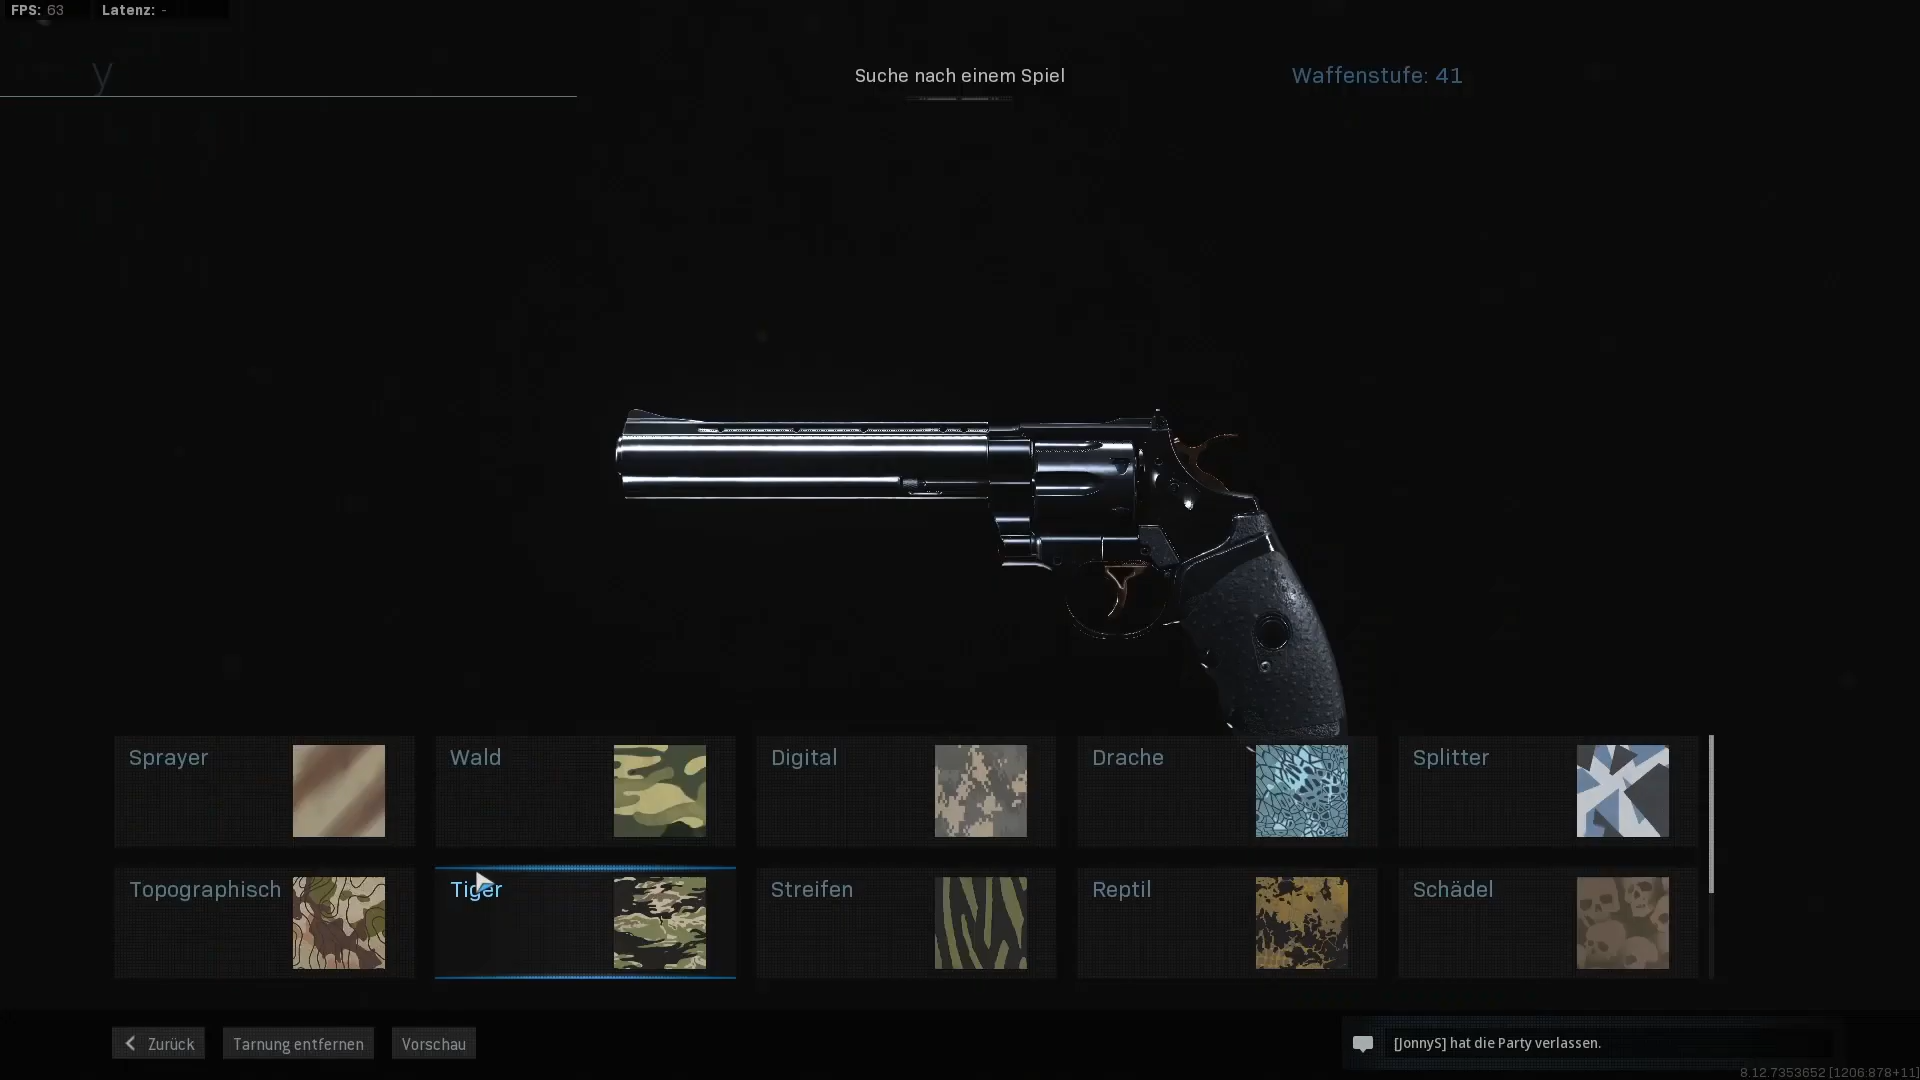 FPS: 63 Latenz: -
y
Suche nach einem Spiel
Waffenstufe: 41
Sprayer
Wald
Digital
Drache
Splitter
Topographisch
Tiger
Streifen
Reptil
Schädel
Zurück
Tarnung entfernen
Vorschau
[JonnyS] hat die Party verlassen.
8.12.7353652 [1206:878+11]